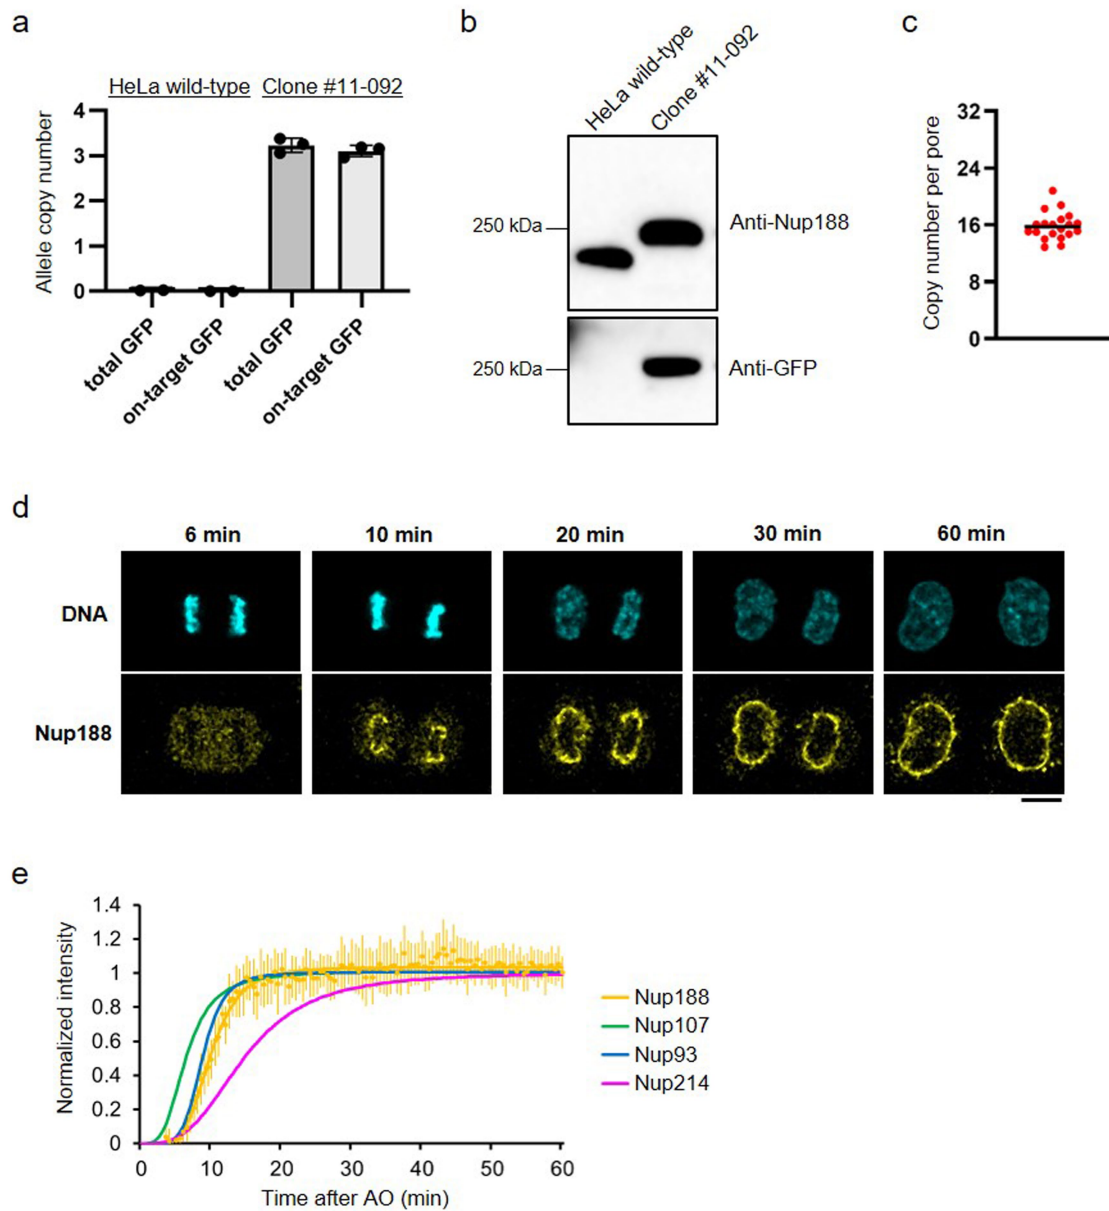 a
HeLa wild-type Clone #11-092
Allele copy number
4
3
2
1
0
total GFP
on-target GFP
total GFP
on-target GFP
b
HeLa wild-type
Clone #11-092
250 kDa
Anti-Nup188
250 kDa
Anti-GFP
c
Copy number per pore
32
24
16
8
0
d
6 min 10 min 20 min 30 min 60 min
DNA
Nup188
e
Normalized intensity
1.4
1.2
1
0.8
0.6
0.4
0.2
0
0 10 20 30 40 50 60
Time after AO (min)
Nup188
Nup107
Nup93
Nup214